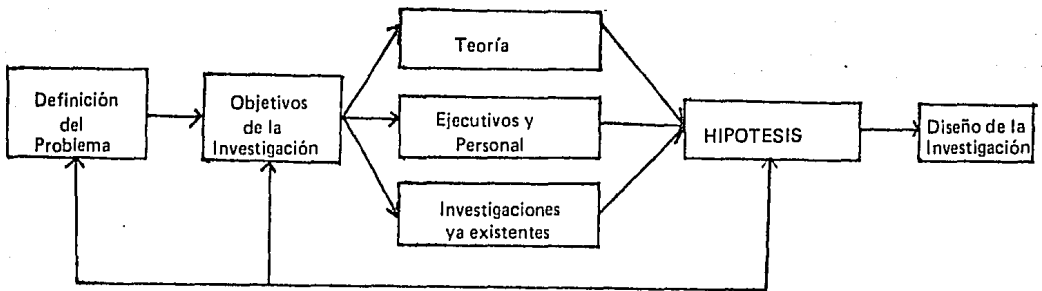 Definición
del
Problema
Objetivos
de la
Investigación
Teoría
Ejecutivos y
Personal
Investigaciones
ya existentes
HIPOTESIS
Diseño de la
Investigación